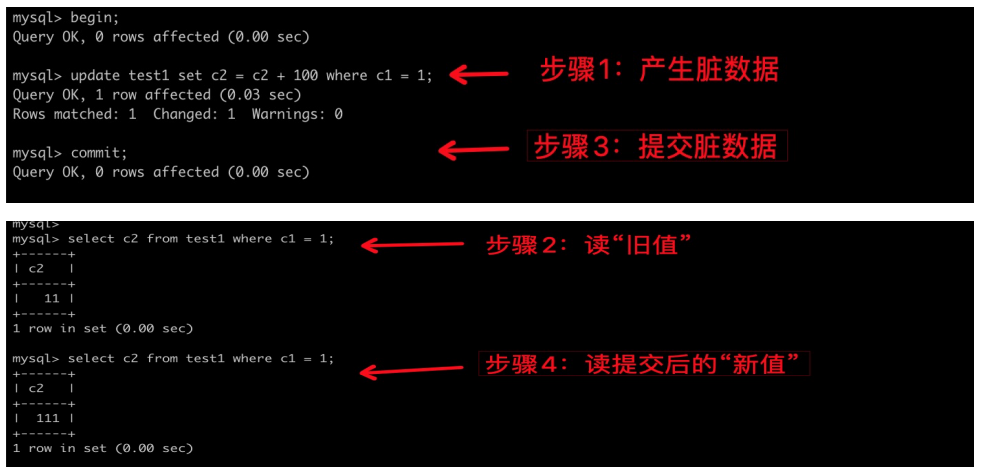 mysql> begin;
Query OK, 0 rows affected (0.00 sec)
mysql> update test1 set c2 = c2 + 100 where c1 = 1;
步骤1：产生脏数据
Query OK, 1 row affected (0.03 sec)
Rows matched: 1  Changed: 1  Warnings: 0
步骤3：提交脏数据
mysql> commit;
Query OK, 0 rows affected (0.00 sec)
mysql>
mysql> select c2 from test1 where c1 = 1;
步骤2：读“旧值”
+------+
| c2   |
+------+
|   11 |
+------+
1 row in set (0.00 sec)
mysql> select c2 from test1 where c1 = 1;
步骤4：读提交后的“新值”
+------+
| c2   |
+------+
|  111 |
+------+
1 row in set (0.00 sec)